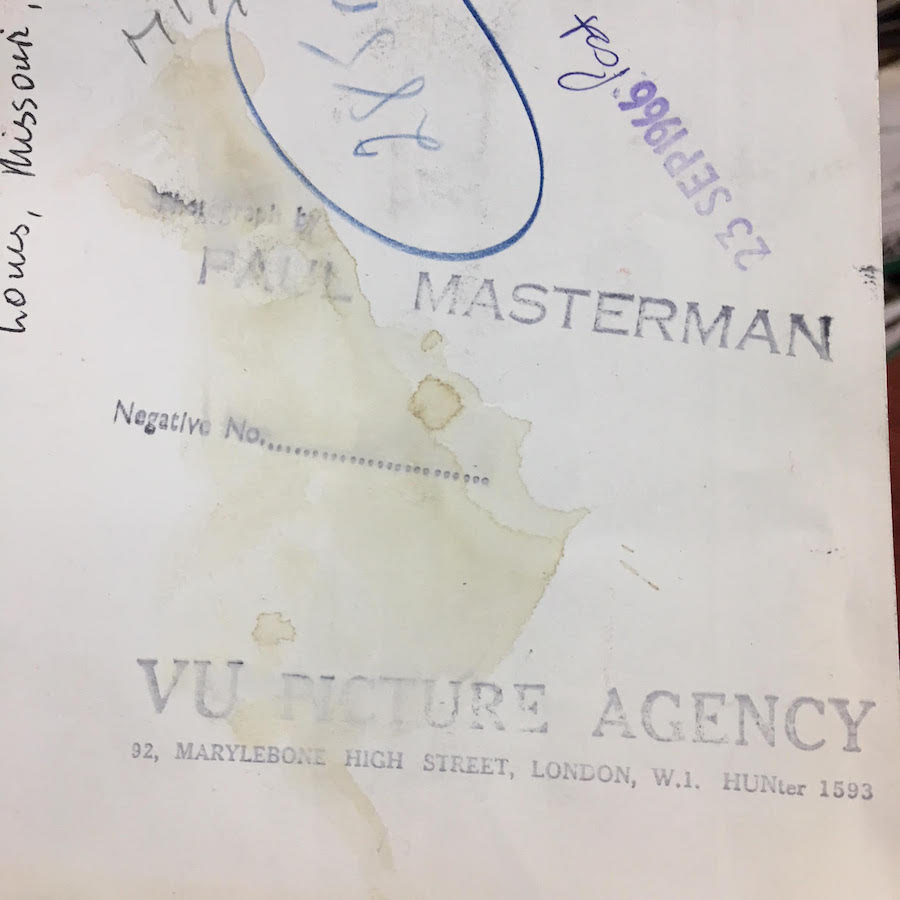 Louis, Missouri,
23 SEP 1966
Photograph by
PAUL MASTERMAN
Negative No.
VU PICTURE AGENCY
92, MARYLEBONE HIGH STREET, LONDON, W.1. HUNter 1593